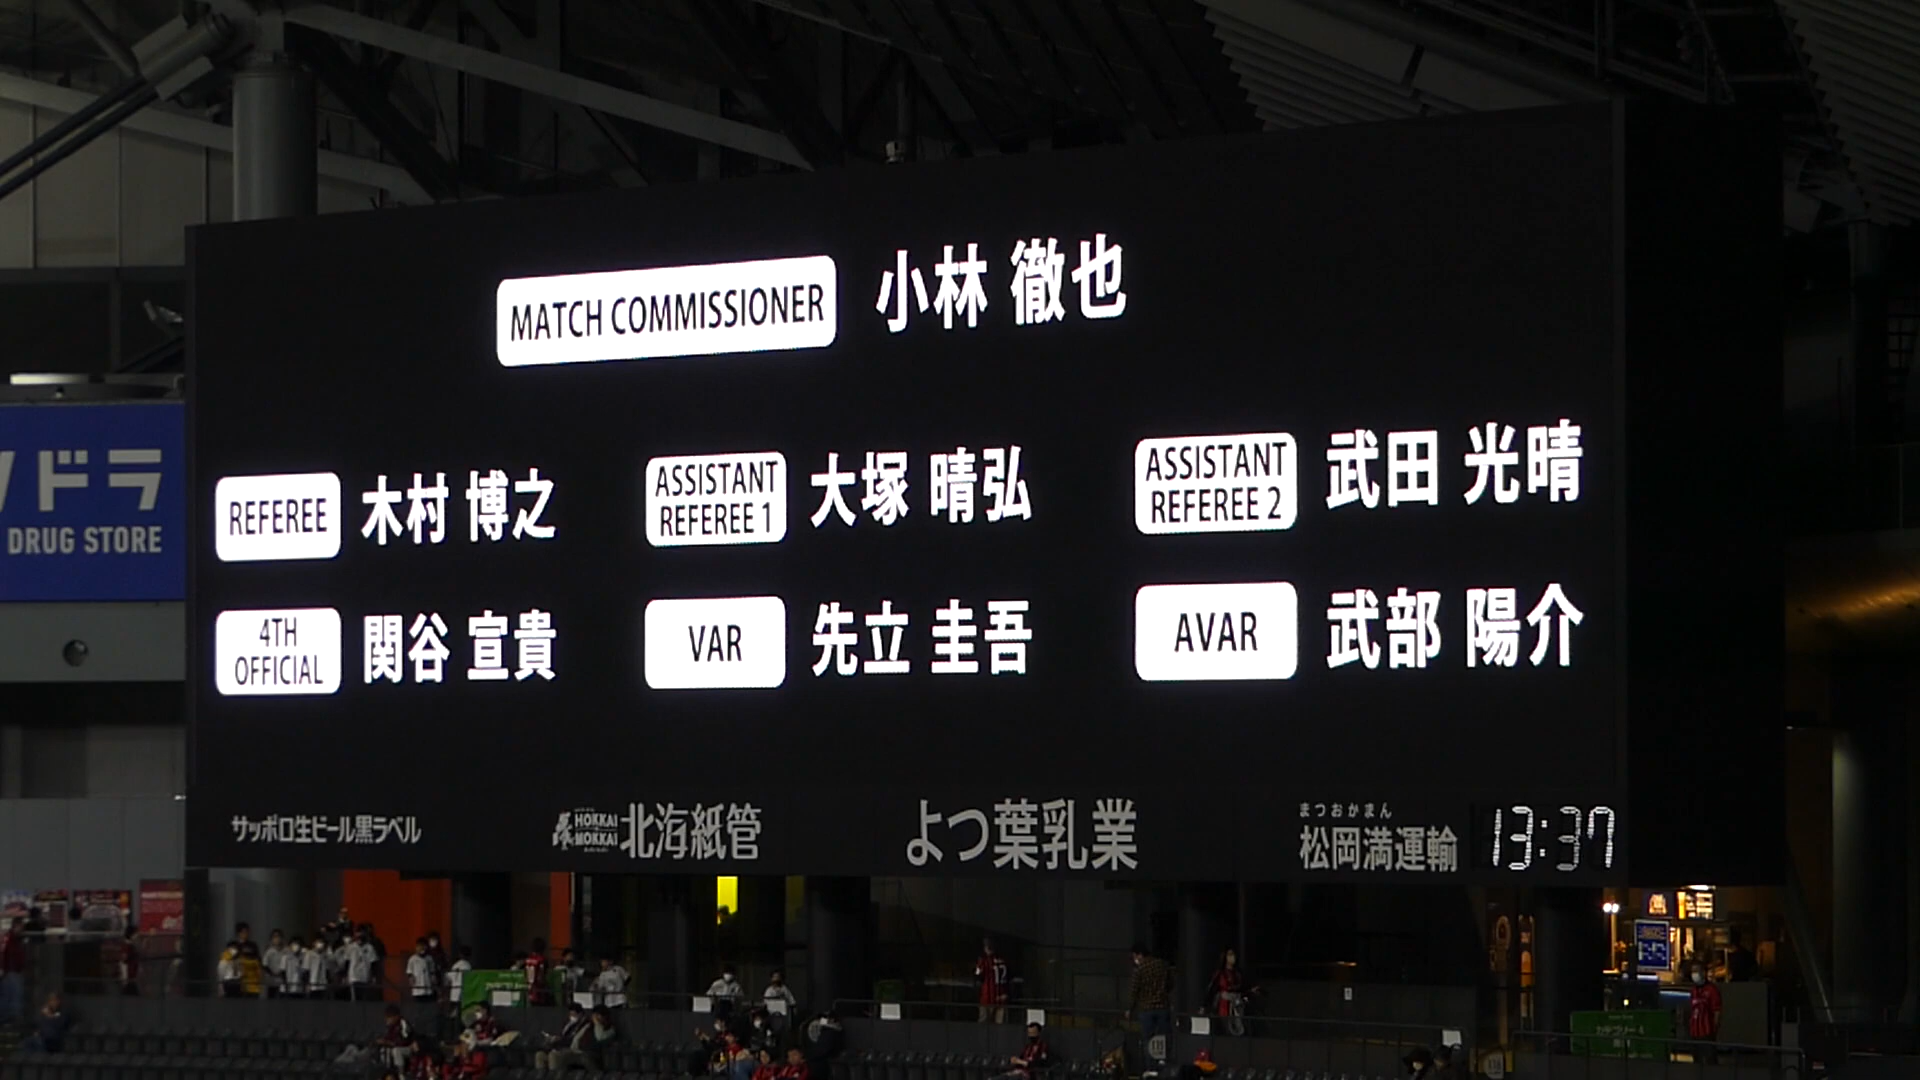 MATCH COMMISSIONER 小林 徹也
REFEREE 木村 博之
ASSISTANT
REFEREE 1 大塚 晴弘
ASSISTANT
REFEREE 2 武田 光晴
4TH
OFFICIAL 関谷 宣貴
VAR 先立 圭吾
AVAR 武部 陽介
ドラ
DRUG STORE
サッポロ生ビール黒ラベル
HOKKAI
MOKKAI
北海紙管
よつ葉乳業
まつおかまん
松岡満運輸
13:37
12